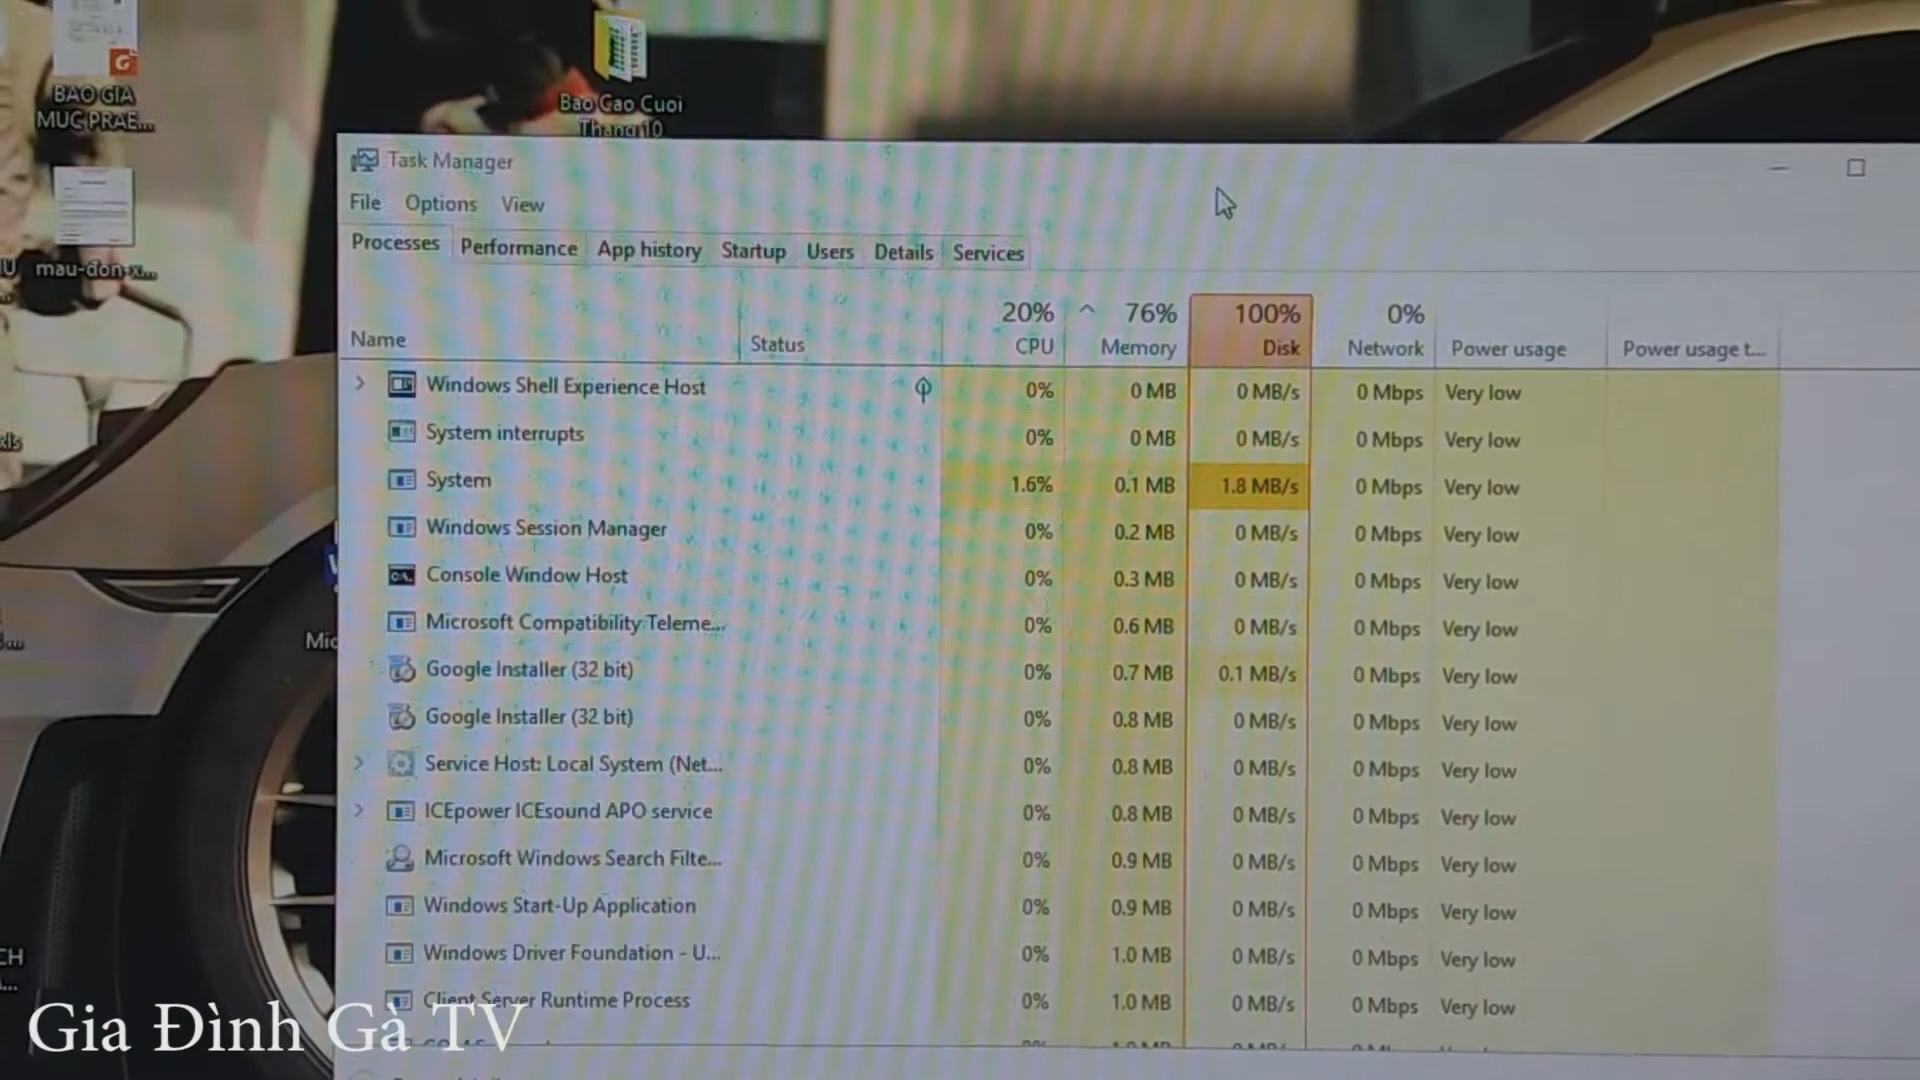 BAO GIA
MUC PRAE...
Bao Cao Cuoi
Thang 10
mau-don-x...
xls
Mic
CH
Task Manager
File Options View
Processes Performance App history Startup Users Details Services
20% 76% 100% 0%
Name Status CPU Memory Disk Network Power usage Power usage t...
Windows Shell Experience Host 0% 0 MB 0 MB/s 0 Mbps Very low
System interrupts 0% 0 MB 0 MB/s 0 Mbps Very low
System 1.6% 0.1 MB 1.8 MB/s 0 Mbps Very low
Windows Session Manager 0% 0.2 MB 0 MB/s 0 Mbps Very low
Console Window Host 0% 0.3 MB 0 MB/s 0 Mbps Very low
Microsoft Compatibility Teleme... 0% 0.6 MB 0 MB/s 0 Mbps Very low
Google Installer (32 bit) 0% 0.7 MB 0.1 MB/s 0 Mbps Very low
Google Installer (32 bit) 0% 0.8 MB 0 MB/s 0 Mbps Very low
Service Host: Local System (Net... 0% 0.8 MB 0 MB/s 0 Mbps Very low
ICEpower ICEsound APO service 0% 0.8 MB 0 MB/s 0 Mbps Very low
Microsoft Windows Search Filte... 0% 0.9 MB 0 MB/s 0 Mbps Very low
Windows Start-Up Application 0% 0.9 MB 0 MB/s 0 Mbps Very low
Windows Driver Foundation - U... 0% 1.0 MB 0 MB/s 0 Mbps Very low
Client Server Runtime Process 0% 1.0 MB 0 MB/s 0 Mbps Very low
Gia Đình Gà TV